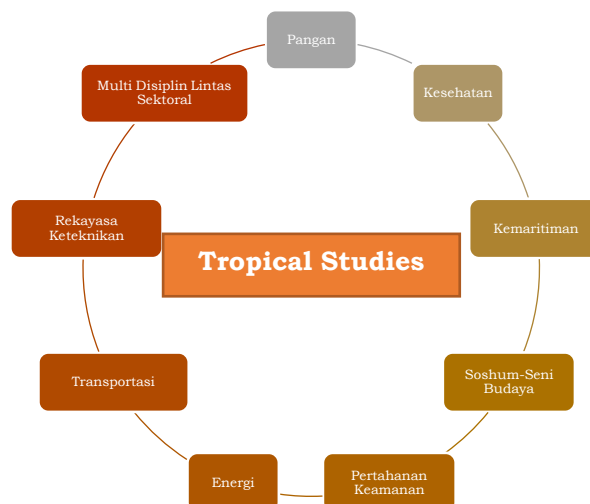 Pangan
Kesehatan
Kemaritiman
Soshum-Seni
Budaya
Pertahanan
Keamanan
Energi
Transportasi
Rekayasa
Keteknikan
Multi Disiplin Lintas
Sektoral
Tropical Studies